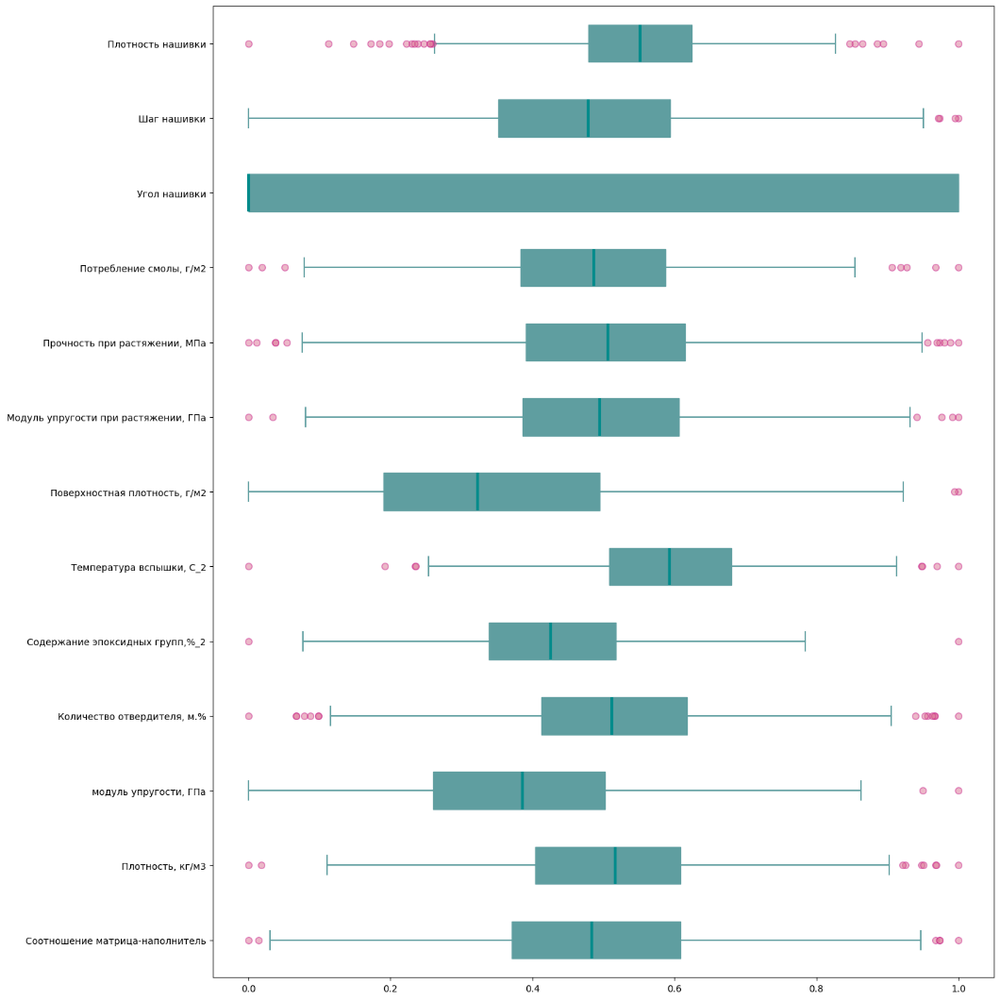 Плотность нашивки
Шаг нашивки
Угол нашивки
Потребление смолы, г/м2
Прочность при растяжении, МПа
Модуль упругости при растяжении, ГПа
Поверхностная плотность, г/м2
Температура вспышки, С_2
Содержание эпоксидных групп,%_2
Количество отвердителя, м.%
модуль упругости, ГПа
Плотность, кг/м3
Соотношение матрица-наполнитель
0.0 0.2 0.4 0.6 0.8 1.0